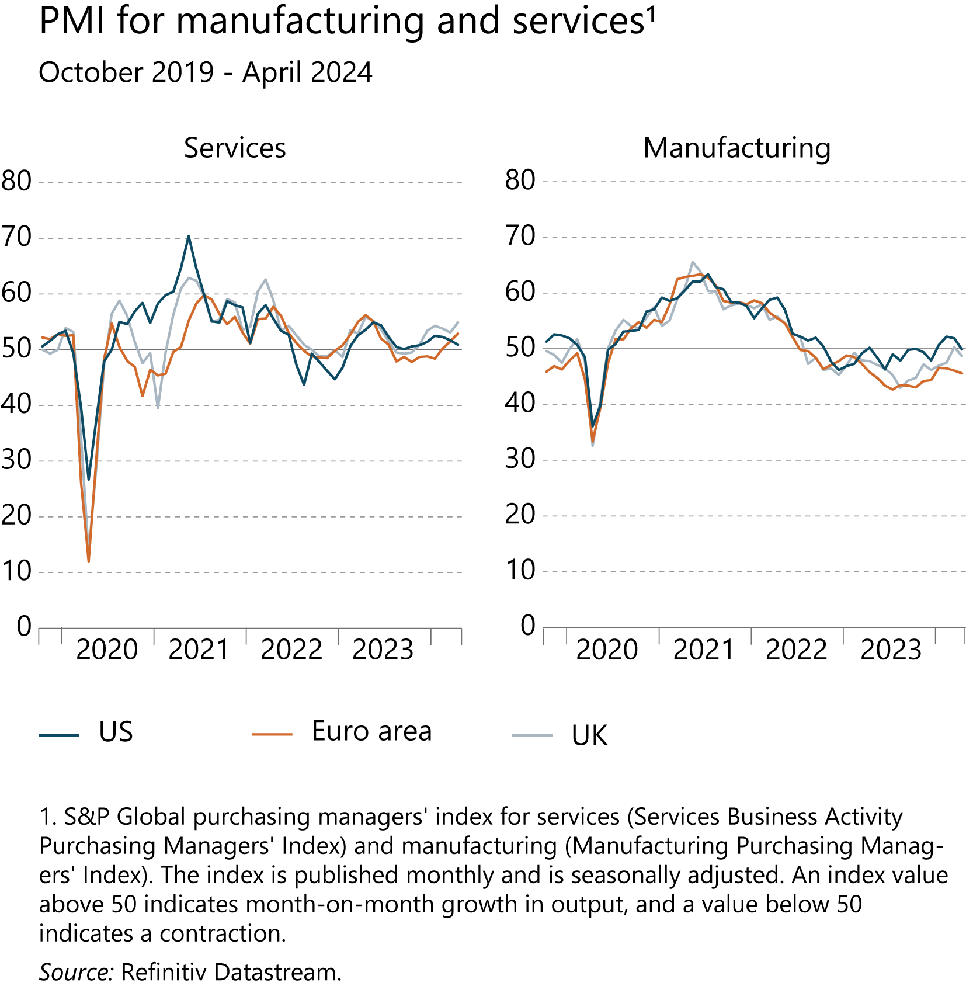 PMI for manufacturing and services¹
October 2019 - April 2024
Services
80
70
60
50
40
30
20
10
0
2020 2021 2022 2023
Manufacturing
80
70
60
50
40
30
20
10
0
2020 2021 2022 2023
US Euro area UK
1. S&P Global purchasing managers' index for services (Services Business Activity
Purchasing Managers' Index) and manufacturing (Manufacturing Purchasing Manag-
ers' Index). The index is published monthly and is seasonally adjusted. An index value
above 50 indicates month-on-month growth in output, and a value below 50
indicates a contraction.
Source: Refinitiv Datastream.